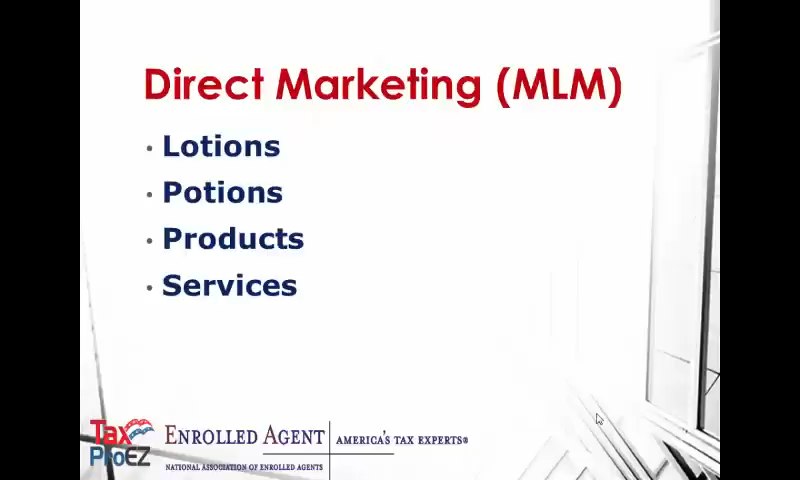 Direct Marketing (MLM)
• Lotions
• Potions
• Products
• Services
Tax
ProEZ
ENROLLED AGENT
NATIONAL ASSOCIATION OF ENROLLED AGENTS
AMERICA'S TAX EXPERTS®